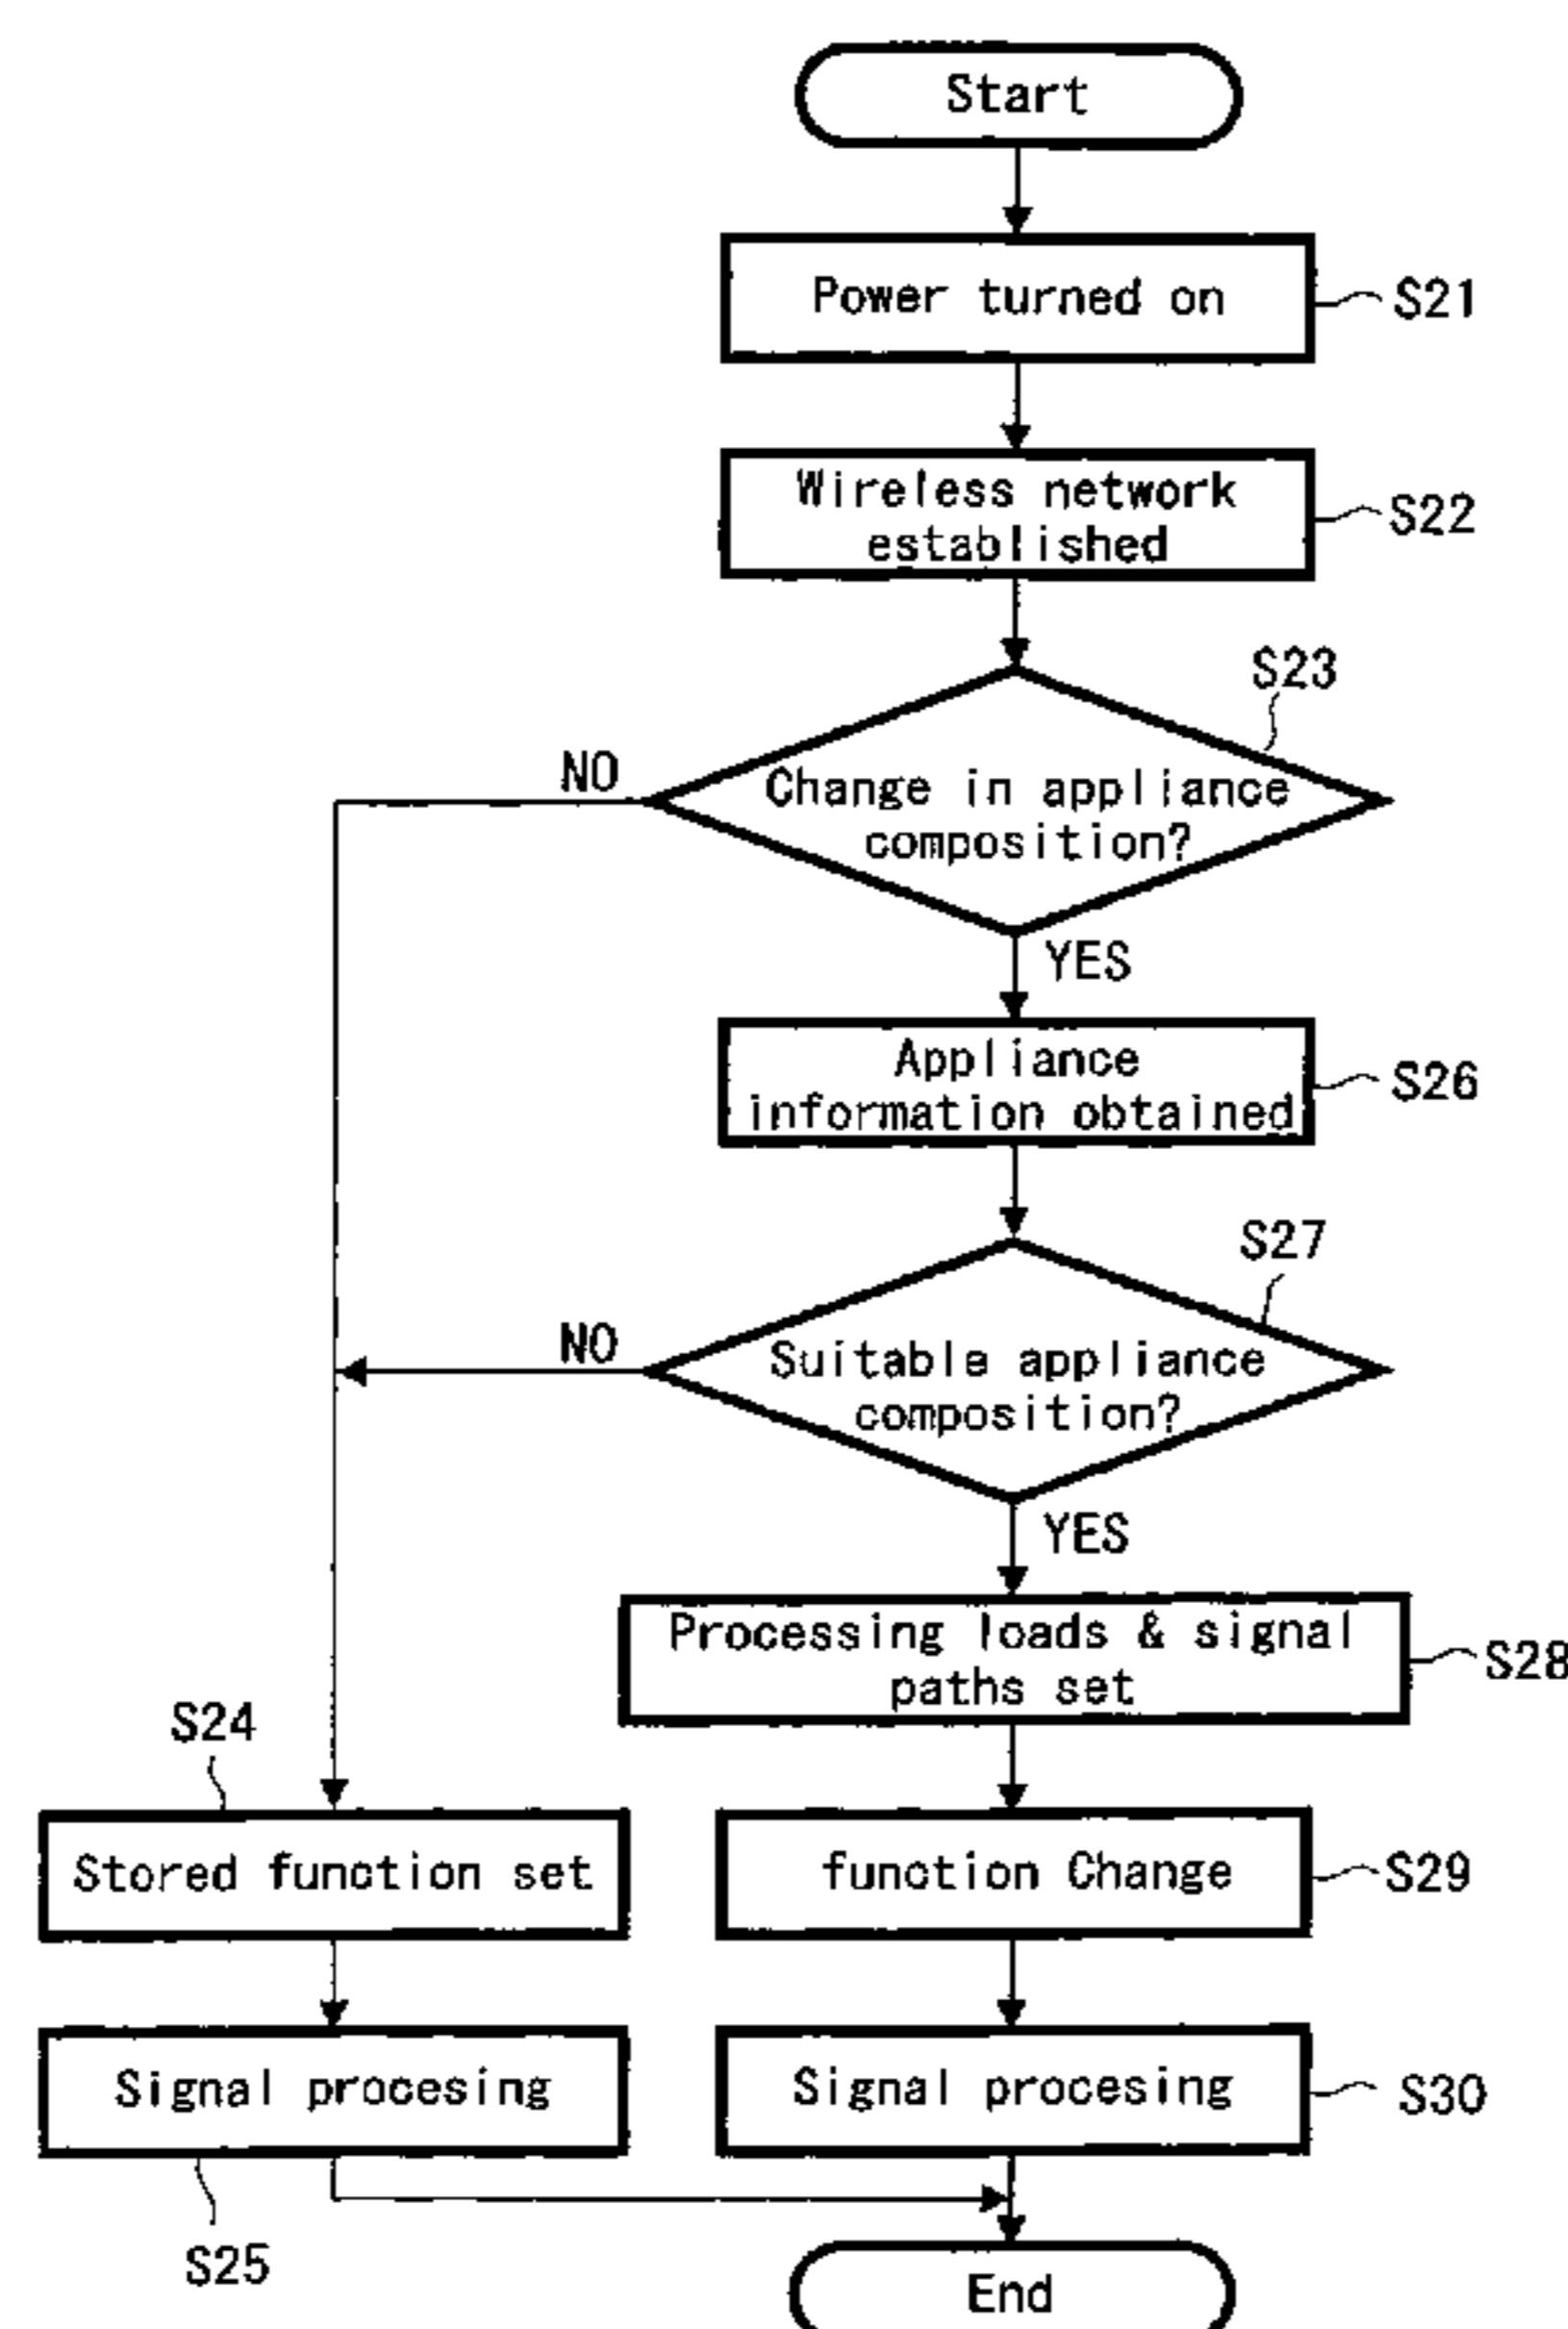 Start
Power turned on
S21
Wireless network
established
S22
S23
NO
Change in appliance
composition?
YES
Appliance
information obtained
S26
S27
NO
Suitable appliance
composition?
YES
Processing loads & signal
paths set
S28
S24
Stored function set
function Change
S29
Signal procesing
Signal procesing
S30
S25
End